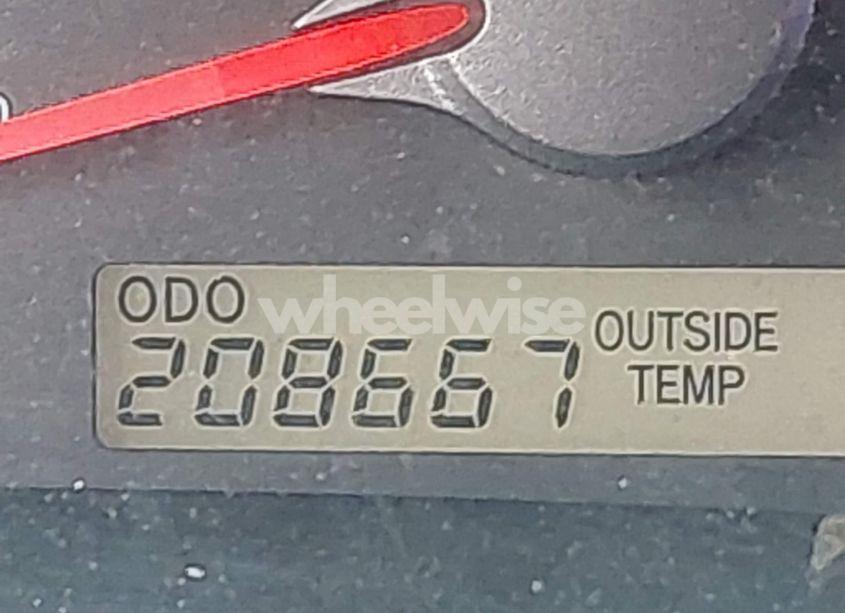 ODO
wheelwise
208667
OUTSIDE
TEMP